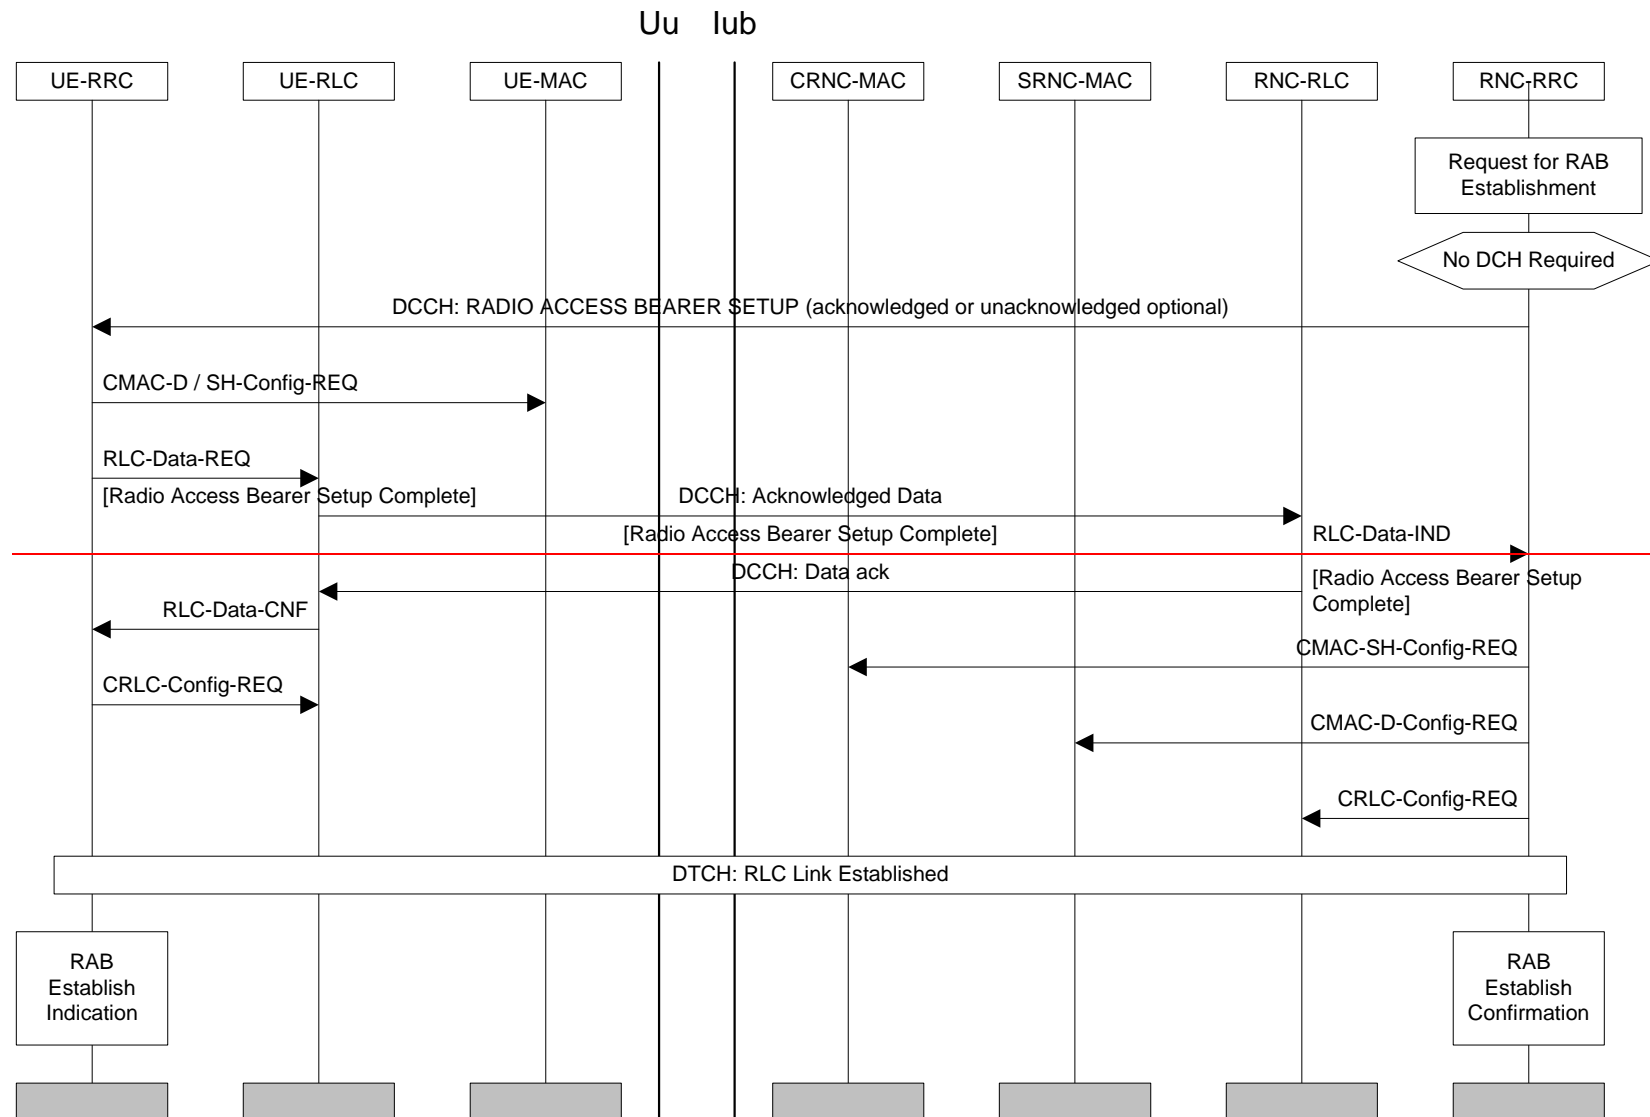 Uu Iub
UE-RRC UE-RLC UE-MAC CRNC-MAC SRNC-MAC RNC-RLC RNC-RRC
Request for RAB
Establishment
No DCH Required
DCCH: RADIO ACCESS BEARER SETUP (acknowledged or unacknowledged optional)
CMAC-D / SH-Config-REQ
RLC-Data-REQ
[Radio Access Bearer Setup Complete] DCCH: Acknowledged Data
[Radio Access Bearer Setup Complete] RLC-Data-IND
DCCH: Data ack
[Radio Access Bearer Setup
Complete]
RLC-Data-CNF
CMAC-SH-Config-REQ
CRLC-Config-REQ
CMAC-D-Config-REQ
CRLC-Config-REQ
DTCH: RLC Link Established
RAB
Establish
Indication
RAB
Establish
Confirmation